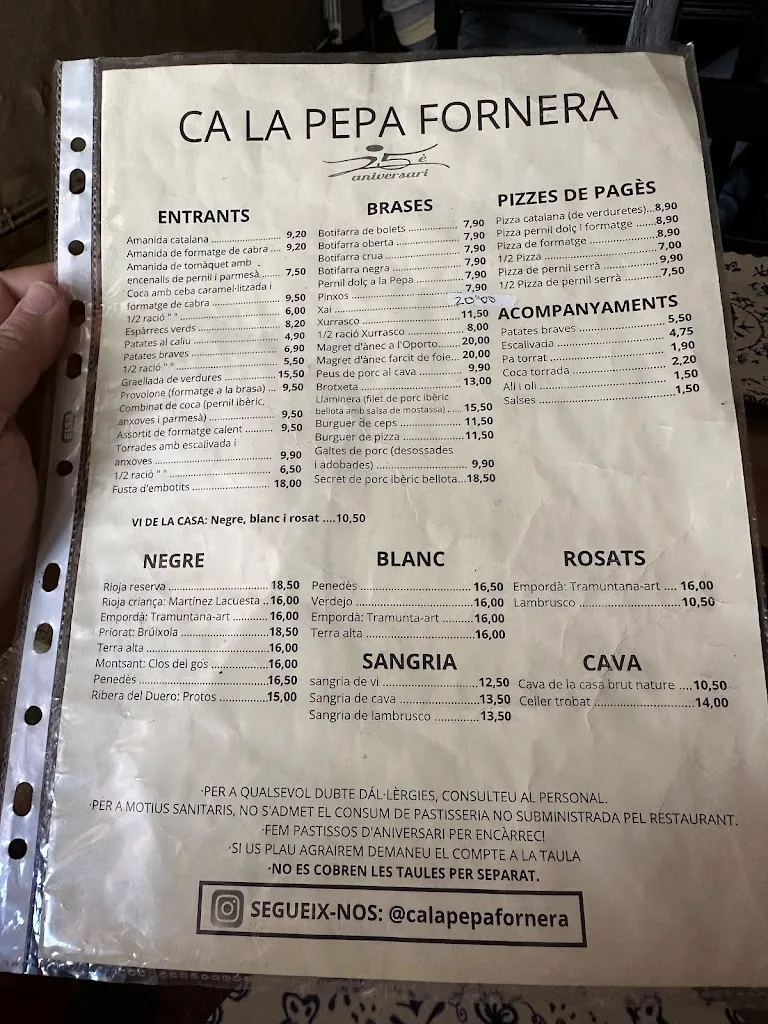 CA LA PEPA FORNERA
25è
aniversari
ENTRANTS
Amanida catalana ........................ 9,20
Amanida de formatge de cabra .... 9,20
Amanida de tomàquet amb
encenalls de pernil i parmesà ...... 7,50
Coca amb ceba caramel·litzada i
formatge de cabra ........................ 9,50
1/2 ració " " ........................ 6,00
Espàrrecs verds ........................ 8,20
Patates al caliu ........................ 4,90
Patates braves ........................ 6,90
1/2 ració " " ........................ 5,50
Graellada de verdures ................ 15,50
Provolone (formatge a la brasa) ... 9,50
Combinat de coca (pernil ibèric,
anxoves i parmesà) ..................... 9,50
Assortit de formatge calent ......... 9,50
Torrades amb escalivada i
anxoves ........................ 9,90
1/2 ració " " ........................ 6,50
Fusta d'embotits ........................ 18,00
BRASES
Botifarra de bolets ................ 7,90
Botifarra oberta ................ 7,90
Botifarra crua ................ 7,90
Botifarra negra ................ 7,90
Pernil dolç a la Pepa ................ 7,90
Pinxos ................ 7,90
Xai ................ 20'00
Xurrasco ................ 11,50
1/2 ració Xurrasco ................ 8,00
Magret d'ànec a l'Oporto.... 20,00
Magret d'ànec farcit de foie... 20,00
Peus de porc al cava ................ 9,90
Brotxeta ................ 13,00
Llaminera (filet de porc ibèric
bellota amb salsa de mostassa) ..... 15,50
Burguer de ceps ................ 11,50
Burguer de pizza ................ 11,50
Galtes de porc (desossades
i adobades) ................ 9,90
Secret de porc ibèric bellota...18,50
PIZZES DE PAGÈS
Pizza catalana (de verduretes)...8,90
Pizza pernil dolç i formatge ......8,90
Pizza de formatge ................8,90
1/2 Pizza ................7,00
Pizza de pernil serrà ................9,90
1/2 Pizza de pernil serrà ............7,50
ACOMPANYAMENTS
Patates braves ................5,50
Escalivada ................4,75
Pa torrat ................1,90
Coca torrada ................2,20
All i oli ................1,50
Salses ................1,50
VI DE LA CASA: Negre, blanc i rosat ....10,50
NEGRE
Rioja reserva ................18,50
Rioja criança: Martínez Lacuesta ..16,00
Empordà: Tramuntana-art ..........16,00
Priorat: Brúixola ................18,50
Terra alta ................16,00
Montsant: Clos del gos ................16,00
Penedès ................16,50
Ribera del Duero: Protos ............15,00
BLANC
Penedès ................16,50
Verdejo ................16,00
Empordà: Tramunta-art ........16,00
Terra alta ................16,00
ROSATS
Empordà: Tramuntana-art .... 16,00
Lambrusco ................10,50
SANGRIA
sangria de vi ................12,50
Sangria de cava ................13,50
Sangria de lambrusco ............13,50
CAVA
Cava de la casa brut nature ....10,50
Celler trobat ................14,00
·PER A QUALSEVOL DUBTE DÁL·LÈRGIES, CONSULTEU AL PERSONAL.
·PER A MOTIUS SANITARIS, NO S'ADMET EL CONSUM DE PASTISSERIA NO SUBMINISTRADA PEL RESTAURANT.
·FEM PASTISSOS D'ANIVERSARI PER ENCÀRREC!
·SI US PLAU AGRAIREM DEMANEU EL COMPTE A LA TAULA
·NO ES COBREN LES TAULES PER SEPARAT.
SEGUEIX-NOS: @calapepafornera